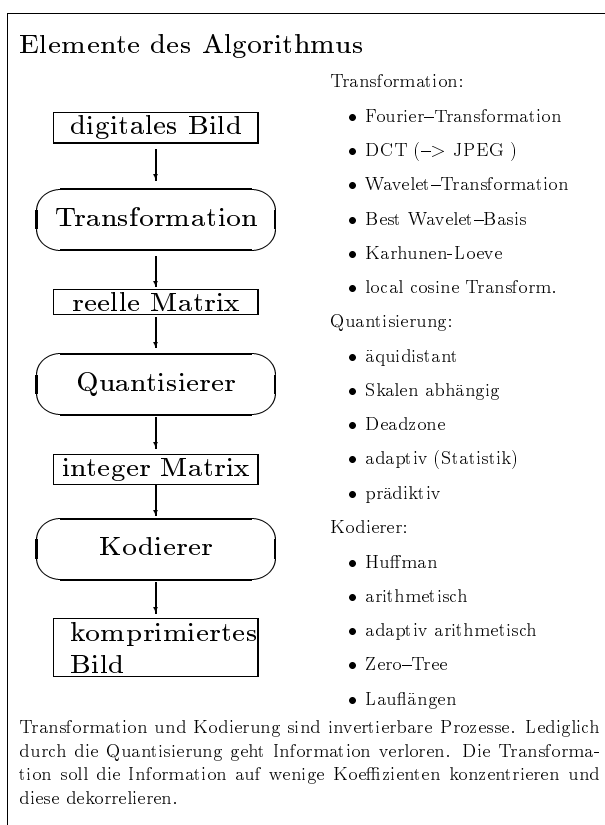 Elemente des Algorithmus
digitales Bild
Transformation
reelle Matrix
Quantisierer
integer Matrix
Kodierer
komprimiertes
Bild
Transformation:
• Fourier–Transformation
• DCT (–> JPEG )
• Wavelet–Transformation
• Best Wavelet–Basis
• Karhunen-Loeve
• local cosine Transform.
Quantisierung:
• äquidistant
• Skalen abhängig
• Deadzone
• adaptiv (Statistik)
• prädiktiv
Kodierer:
• Huffman
• arithmetisch
• adaptiv arithmetisch
• Zero–Tree
• Lauflängen
Transformation und Kodierung sind invertierbare Prozesse. Lediglich
durch die Quantisierung geht Information verloren. Die Transforma-
tion soll die Information auf wenige Koeffizienten konzentrieren und
diese dekorrelieren.